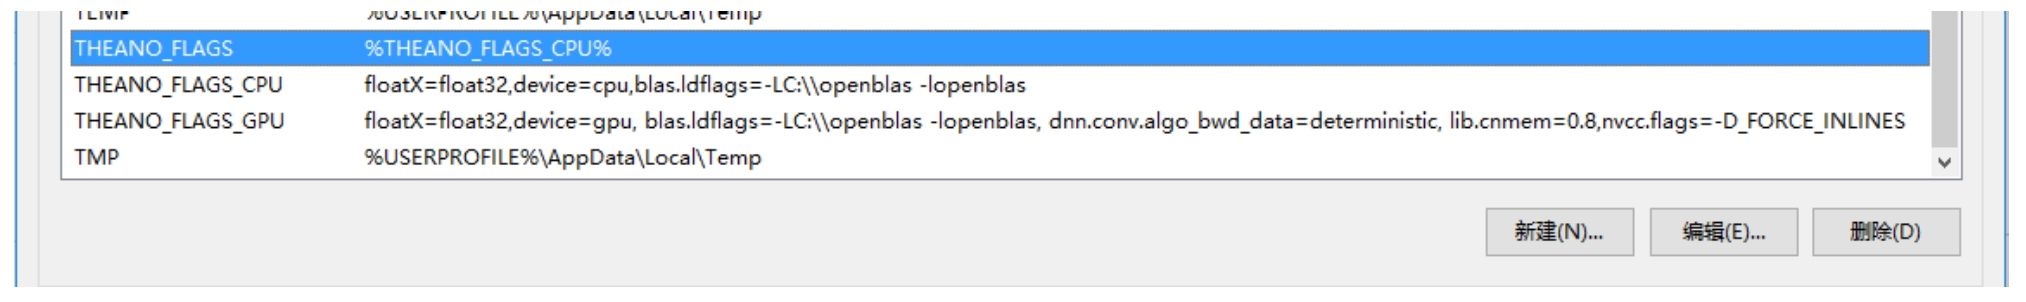 TEMP %USERPROFILE%\AppData\Local\Temp
THEANO_FLAGS %THEANO_FLAGS_CPU%
THEANO_FLAGS_CPU floatX=float32,device=cpu,blas.ldflags=-LC:\\openblas -lopenblas
THEANO_FLAGS_GPU floatX=float32,device=gpu, blas.ldflags=-LC:\\openblas -lopenblas, dnn.conv.algo_bwd_data=deterministic, lib.cnmem=0.8,nvcc.flags=-D_FORCE_INLINES
TMP %USERPROFILE%\AppData\Local\Temp
新建(N)... 编辑(E)... 删除(D)